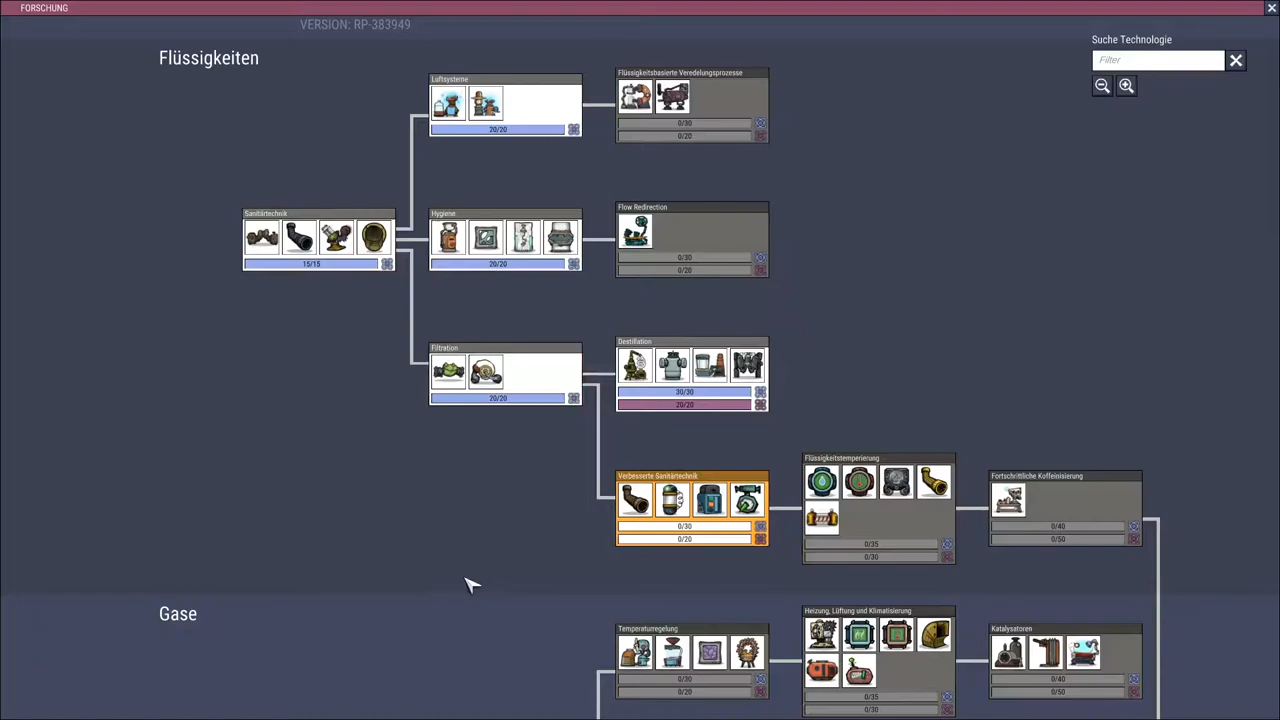 FORSCHUNG
VERSION: RP-383949
Suche Technologie
Filter
Flüssigkeiten
Luftsysteme
20/20
Flüssigkeitsbasierte Veredelungsprozesse
0/30
0/20
Sanitärtechnik
15/15
Hygiene
20/20
Flow Redirection
0/30
0/20
Filtration
20/20
Destillation
30/30
20/20
Verbesserte Sanitärtechnik
0/30
0/20
Flüssigkeitstemperierung
0/35
0/30
Fortschrittliche Koffeinisierung
0/40
0/50
Gase
Temperaturregelung
0/30
0/20
Heizung, Lüftung und Klimatisierung
0/35
0/30
Katalysatoren
0/40
0/50